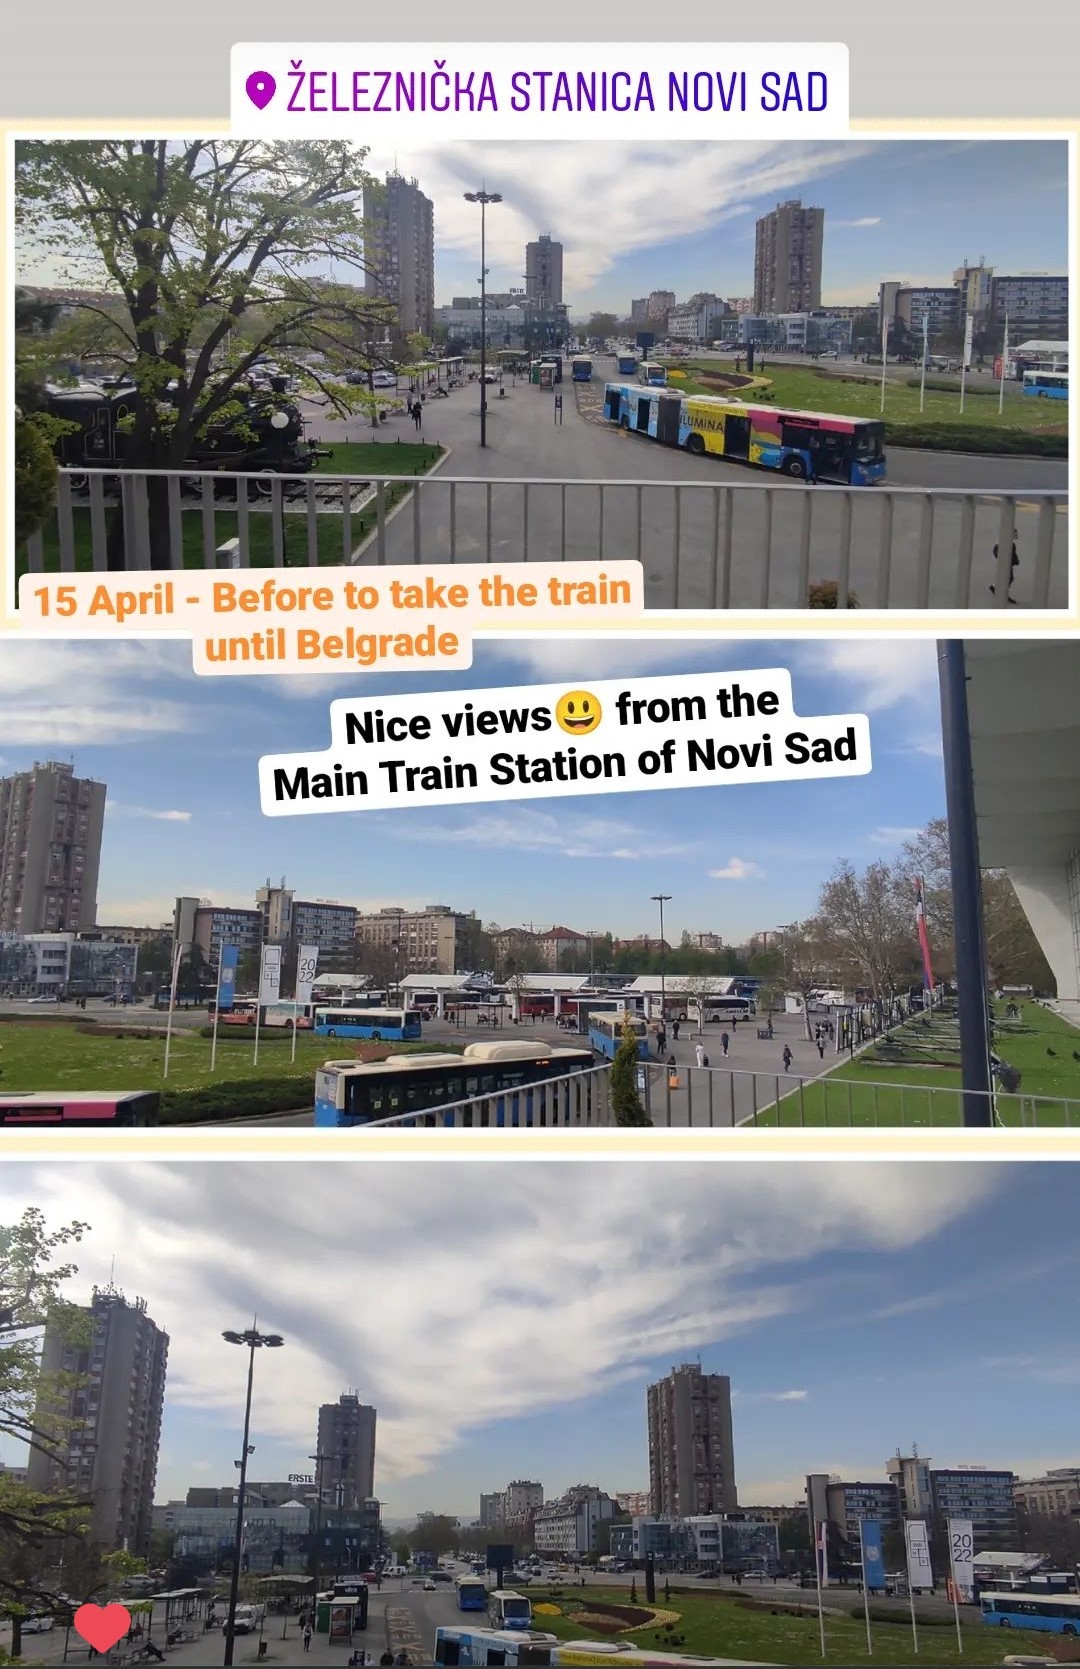 ŽELEZNIČKA STANICA NOVI SAD
ERSTE
LUMINA
15 April - Before to take the train
until Belgrade
Nice views😃 from the
Main Train Station of Novi Sad
20
22
ERSTE
20
22